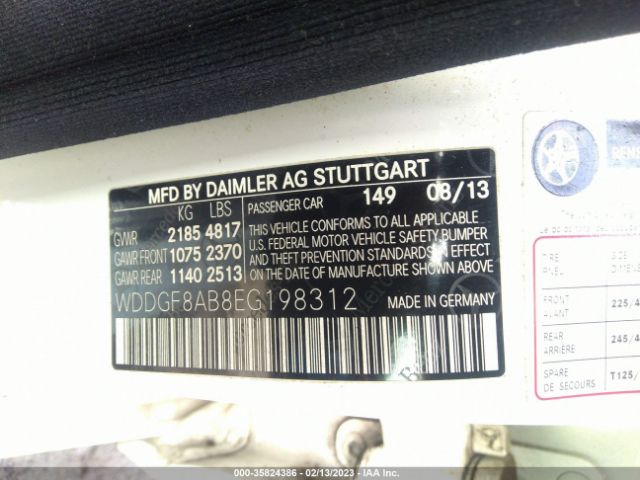 MFD BY DAIMLER AG STUTTGART
KG LBS
PASSENGER CAR 149 08/13
GVWR 2185 4817
GAWR FRONT 1075 2370
GAWR REAR 1140 2513
THIS VEHICLE CONFORMS TO ALL APPLICABLE
U.S. FEDERAL MOTOR VEHICLE SAFETY, BUMPER
AND THEFT PREVENTION STANDARDS IN EFFECT
ON THE DATE OF MANUFACTURE SHOWN ABOVE.
WDDGF8AB8EG198312
MADE IN GERMANY
TIRE
FRONT
AVANT
225/4
REAR
ARRIÈRE
245/4
SPARE
DE SECOURS
T125/
000-35824386 - 02/13/2023 - IAA Inc.